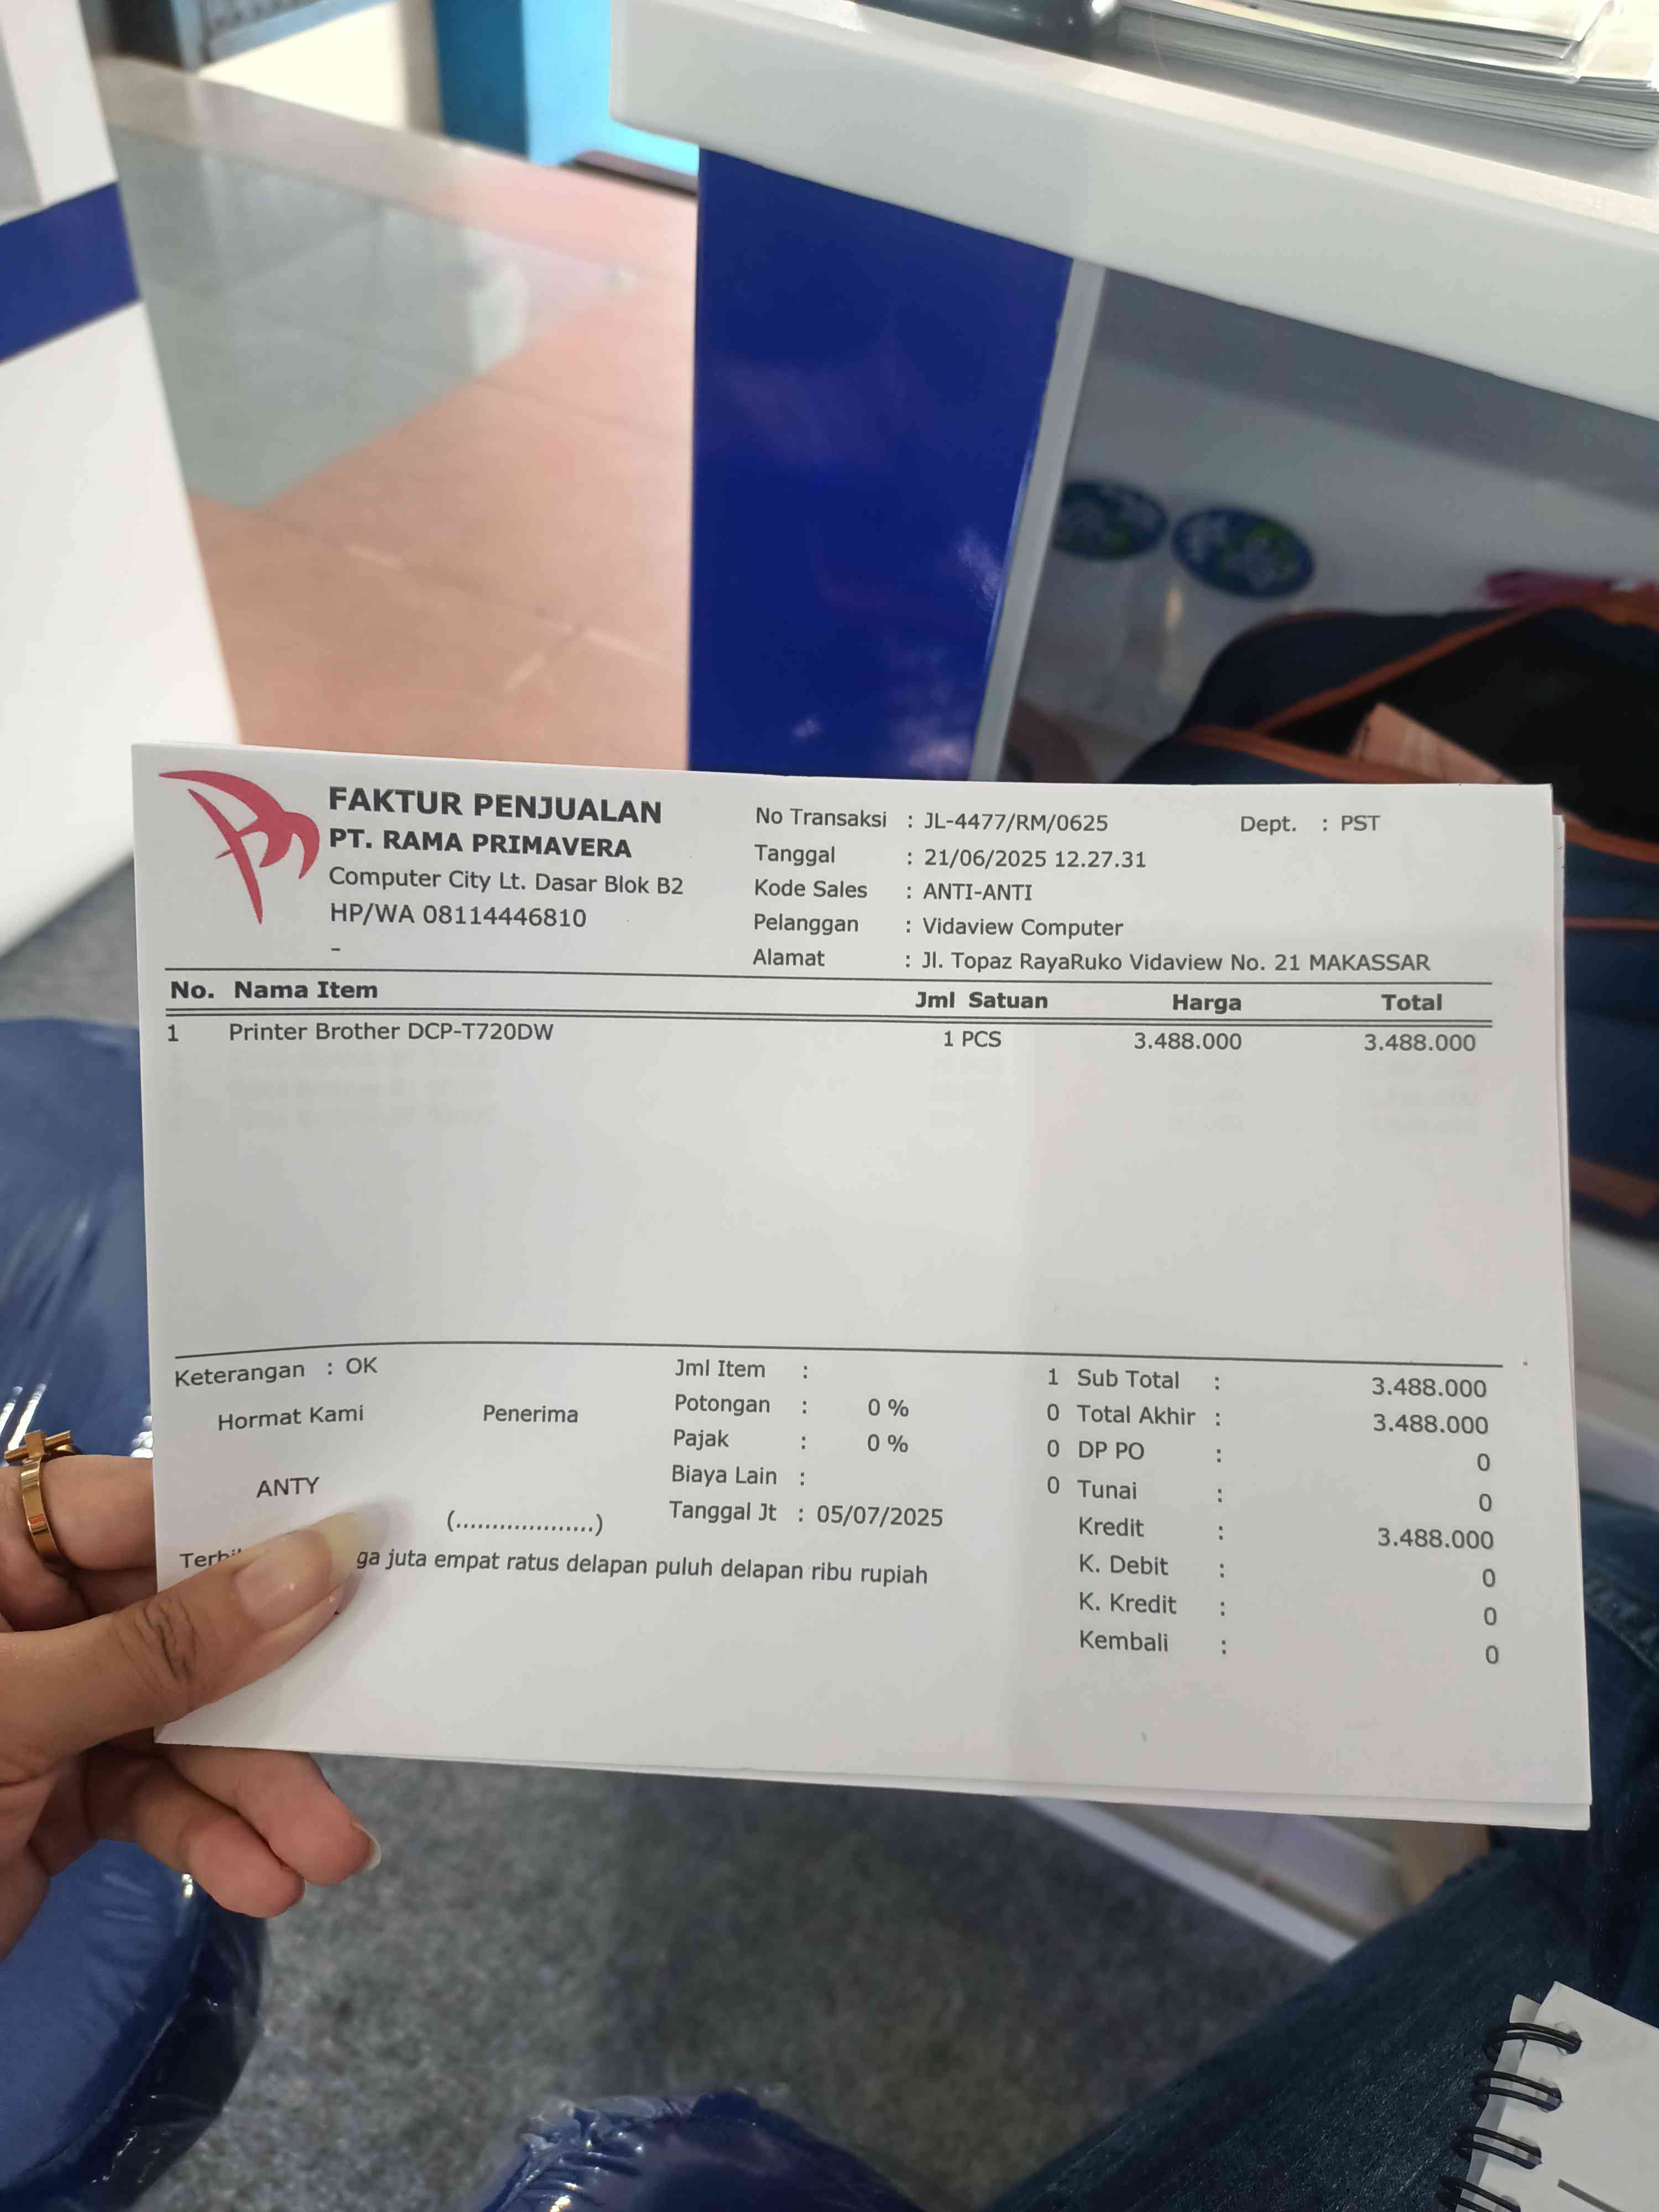 FAKTUR PENJUALAN
PT. RAMA PRIMAVERA
Computer City Lt. Dasar Blok B2
HP/WA 08114446810
-
No Transaksi : JL-4477/RM/0625 Dept. : PST
Tanggal : 21/06/2025 12.27.31
Kode Sales : ANTI-ANTI
Pelanggan : Vidaview Computer
Alamat : Jl. Topaz RayaRuko Vidaview No. 21 MAKASSAR
No. Nama Item Jml Satuan Harga Total
1 Printer Brother DCP-T720DW 1 PCS 3.488.000 3.488.000
Keterangan : OK
Hormat Kami Penerima
ANTY
(...................)
Jml Item : 1
Potongan : 0 % 0
Pajak : 0 % 0
Biaya Lain : 0
Tanggal Jt : 05/07/2025
Sub Total : 3.488.000
Total Akhir : 3.488.000
DP PO : 0
Tunai : 0
Kredit : 3.488.000
K. Debit : 0
K. Kredit : 0
Kembali : 0
juta empat ratus delapan puluh delapan ribu rupiah